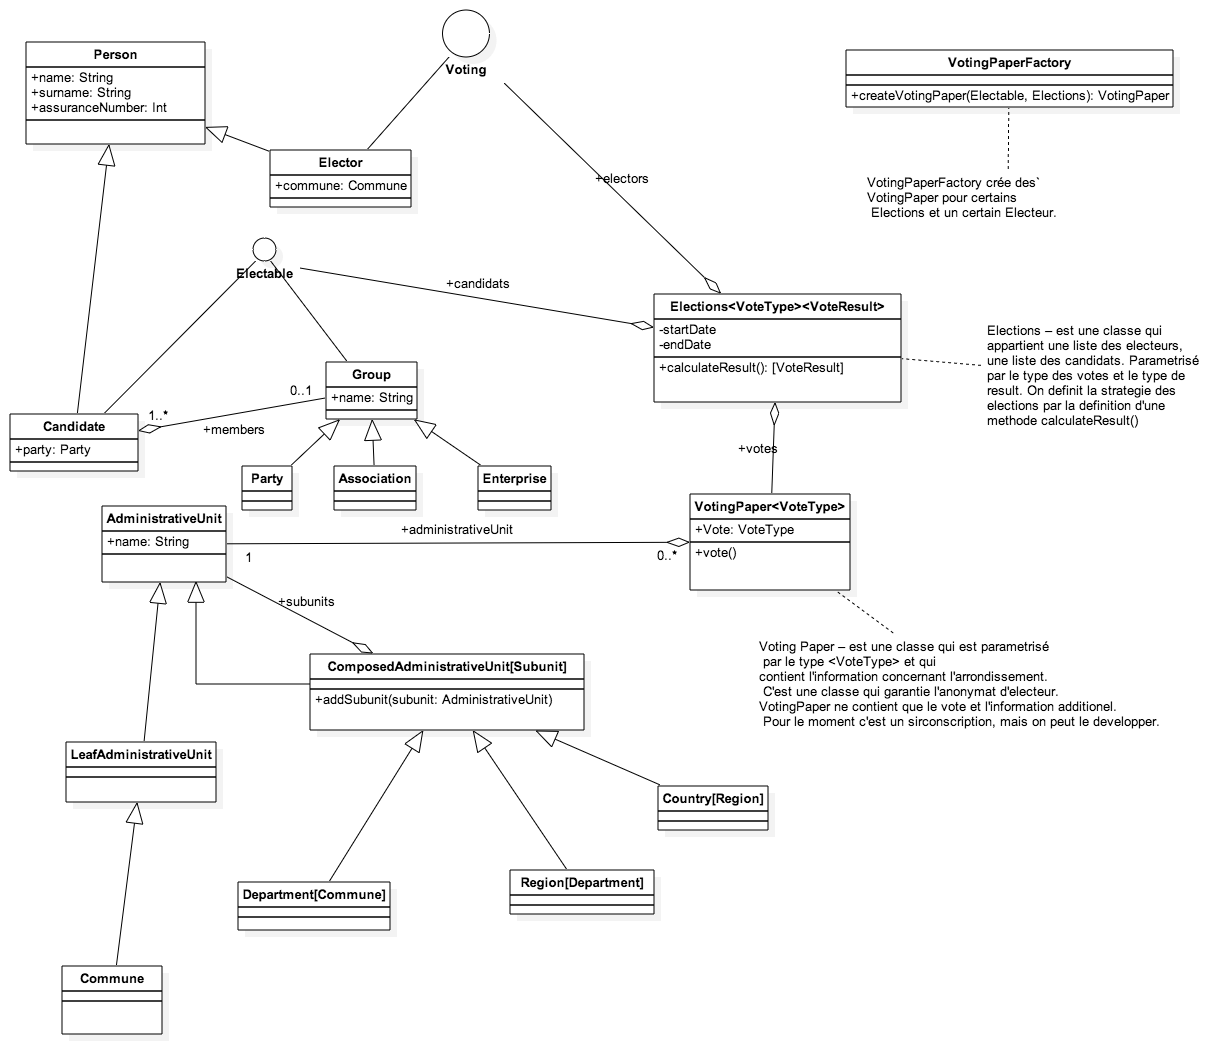 Person
+name: String
+surname: String
+assuranceNumber: Int
Voting
VotingPaperFactory
+createVotingPaper(Electable, Elections): VotingPaper
Elector
+commune: Commune
+electors
VotingPaperFactory crée des`
VotingPaper pour certains
Elections et un certain Electeur.
Electable
+candidats
Elections<VoteType><VoteResult>
-startDate
-endDate
+calculateResult(): [VoteResult]
Elections – est une classe qui
appartient une liste des electeurs,
une liste des candidats. Parametrisé
par le type des votes et le type de
result. On definit la strategie des
elections par la definition d'une
methode calculateResult()
Group
+name: String
0..1
1..*
+members
Candidate
+party: Party
Party
Association
Enterprise
+votes
VotingPaper<VoteType>
+Vote: VoteType
+vote()
AdministrativeUnit
+name: String
+administrativeUnit
1
0..*
+subunits
Voting Paper – est une classe qui est parametrisé
par le type <VoteType> et qui
contient l'information concernant l'arrondissement.
C'est une classe qui garantie l'anonymat d'electeur.
VotingPaper ne contient que le vote et l'information additionel.
Pour le moment c'est un sirconscription, mais on peut le developper.
ComposedAdministrativeUnit[Subunit]
+addSubunit(subunit: AdministrativeUnit)
LeafAdministrativeUnit
Country[Region]
Department[Commune]
Region[Department]
Commune